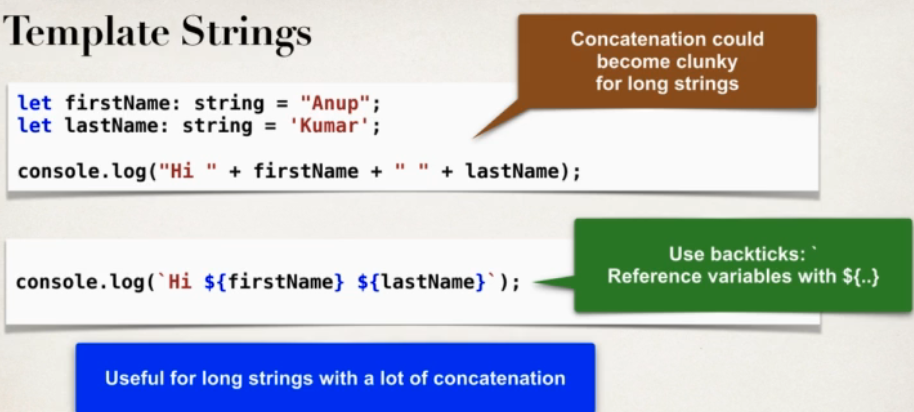 Template Strings
Concatenation could
become clunky
for long strings
let firstName: string = "Anup";
let lastName: string = 'Kumar';
console.log("Hi " + firstName + " " + lastName);
console.log(`Hi ${firstName} ${lastName}`);
Use backticks: `
Reference variables with ${..}
Useful for long strings with a lot of concatenation